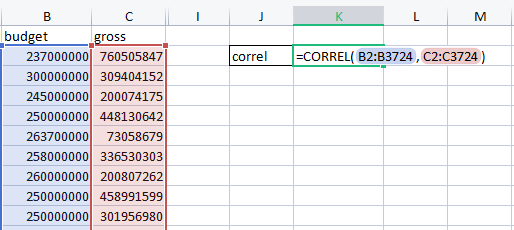 B C I J K L M
budget gross
237000000 760505847 correl =CORREL( B2:B3724 , C2:C3724 )
300000000 309404152
245000000 200074175
250000000 448130642
263700000 73058679
258000000 336530303
260000000 200807262
250000000 458991599
250000000 301956980